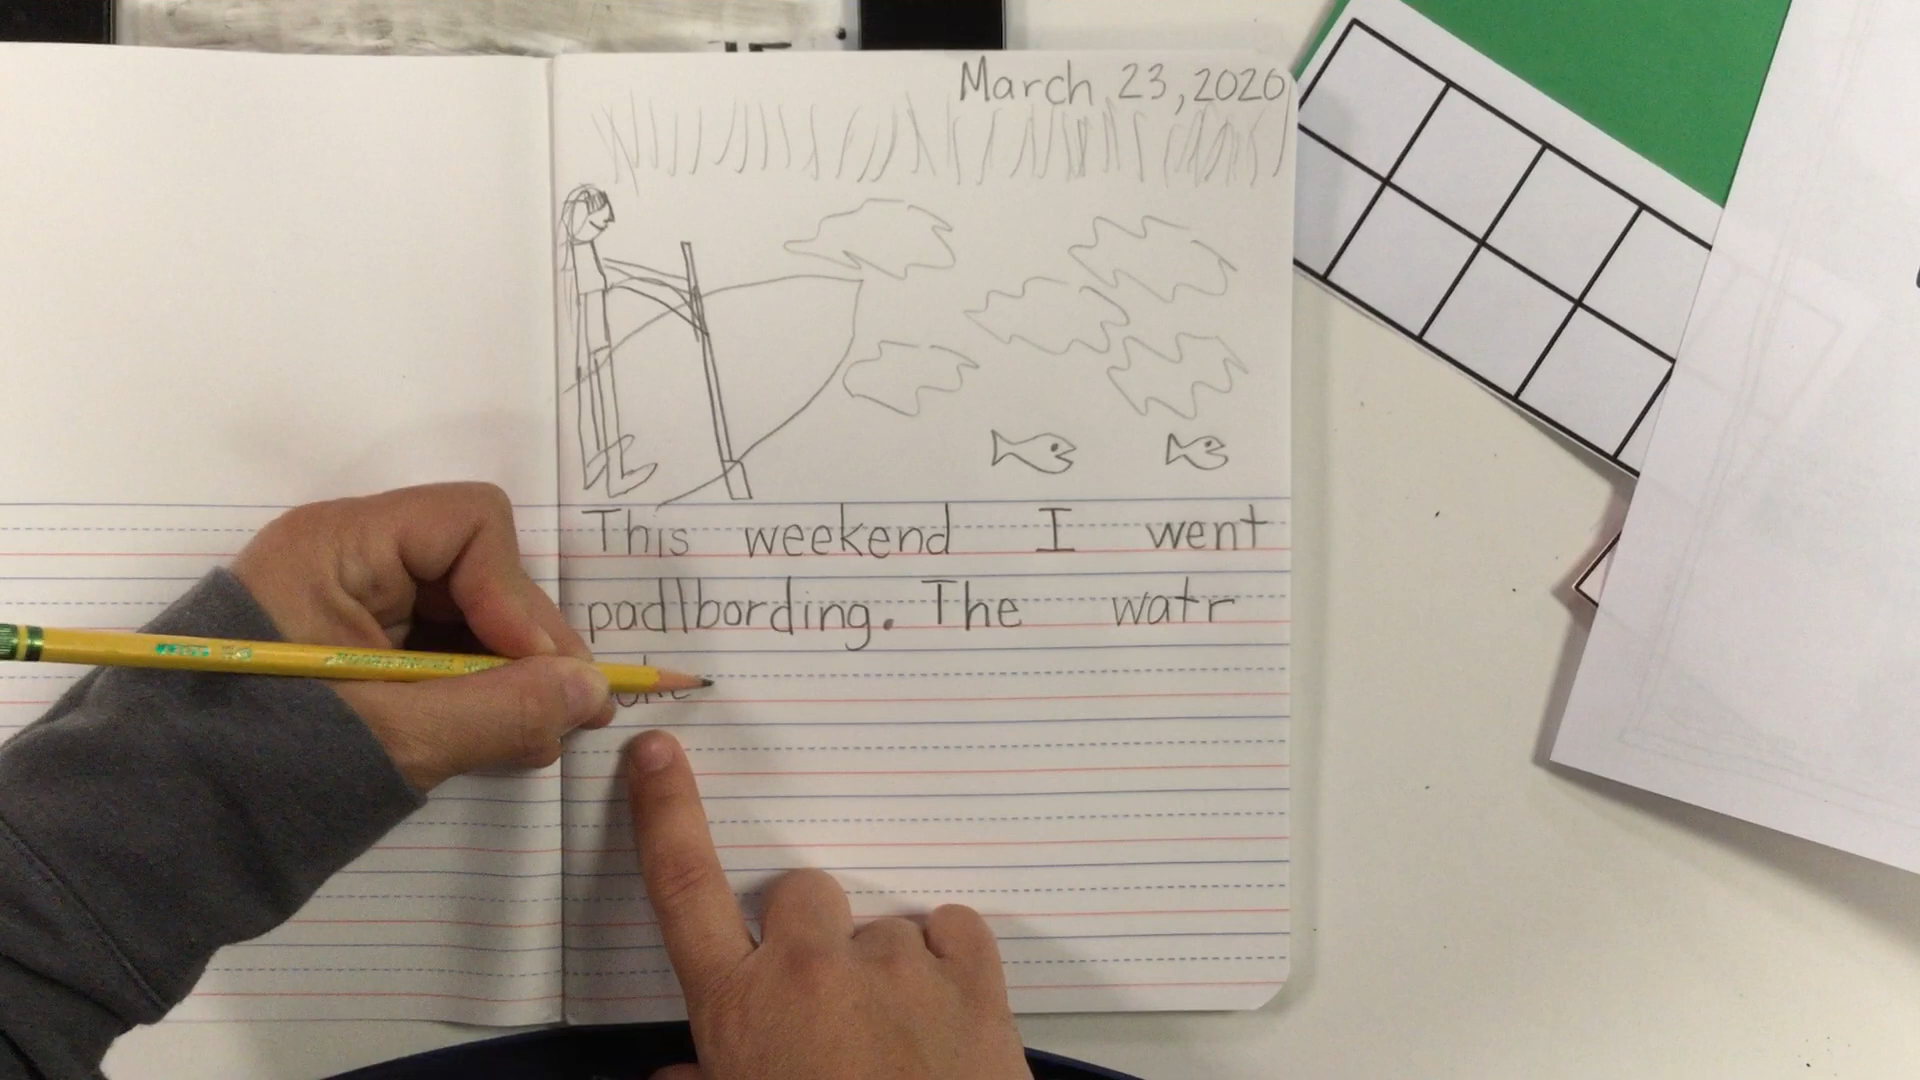 March 23, 2020
This weekend I went
padlbording. The watr